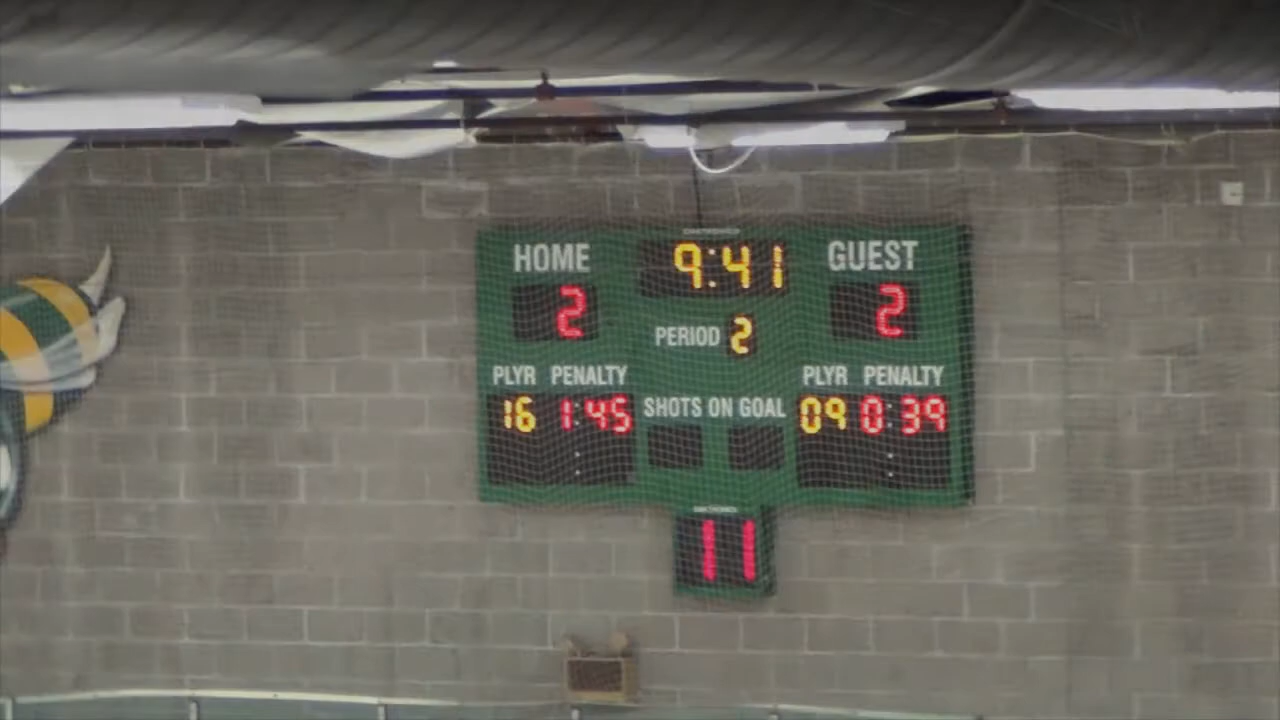 HOME 9:41 GUEST
2 2
PERIOD 2
PLYR PENALTY PLYR PENALTY
16 1:45 SHOTS ON GOAL 09 0:39
11